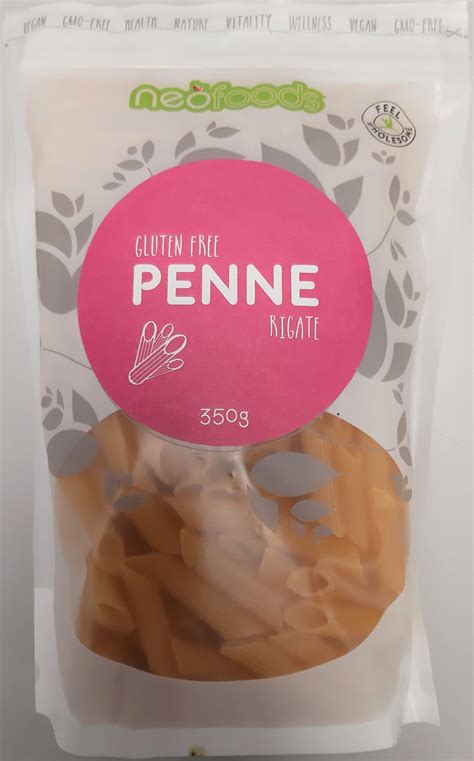 VEGAN GMO-FREE HEALTH NATURE VITALITY WELLNESS VEGAN GMO-FREE
neofoods
FEEL
WHOLESOME
GLUTEN FREE
PENNE
RIGATE
350g